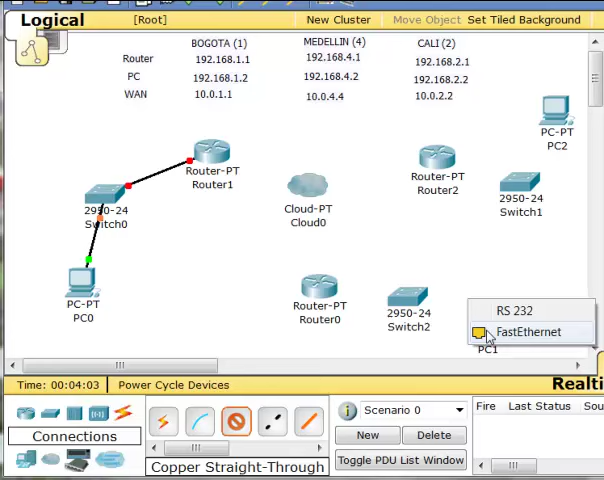 Logical [Root] New Cluster Move Object Set Tiled Background
BOGOTA (1) MEDELLIN (4) CALI (2)
Router 192.168.1.1 192.168.4.1 192.168.2.1
PC 192.168.1.2 192.168.4.2 192.168.2.2
WAN 10.0.1.1 10.0.4.4 10.0.2.2
PC-PT
PC2
Router-PT
Router1
Router-PT
Router2
2950-24
Switch1
2950-24
Switch0
Cloud-PT
Cloud0
PC-PT
PC0
Router-PT
Router0
2950-24
Switch2
RS 232
FastEthernet
PC1
Time: 00:04:03 Power Cycle Devices Realti
Scenario 0
Fire Last Status Sou
Connections
New Delete
Toggle PDU List Window
Copper Straight-Through